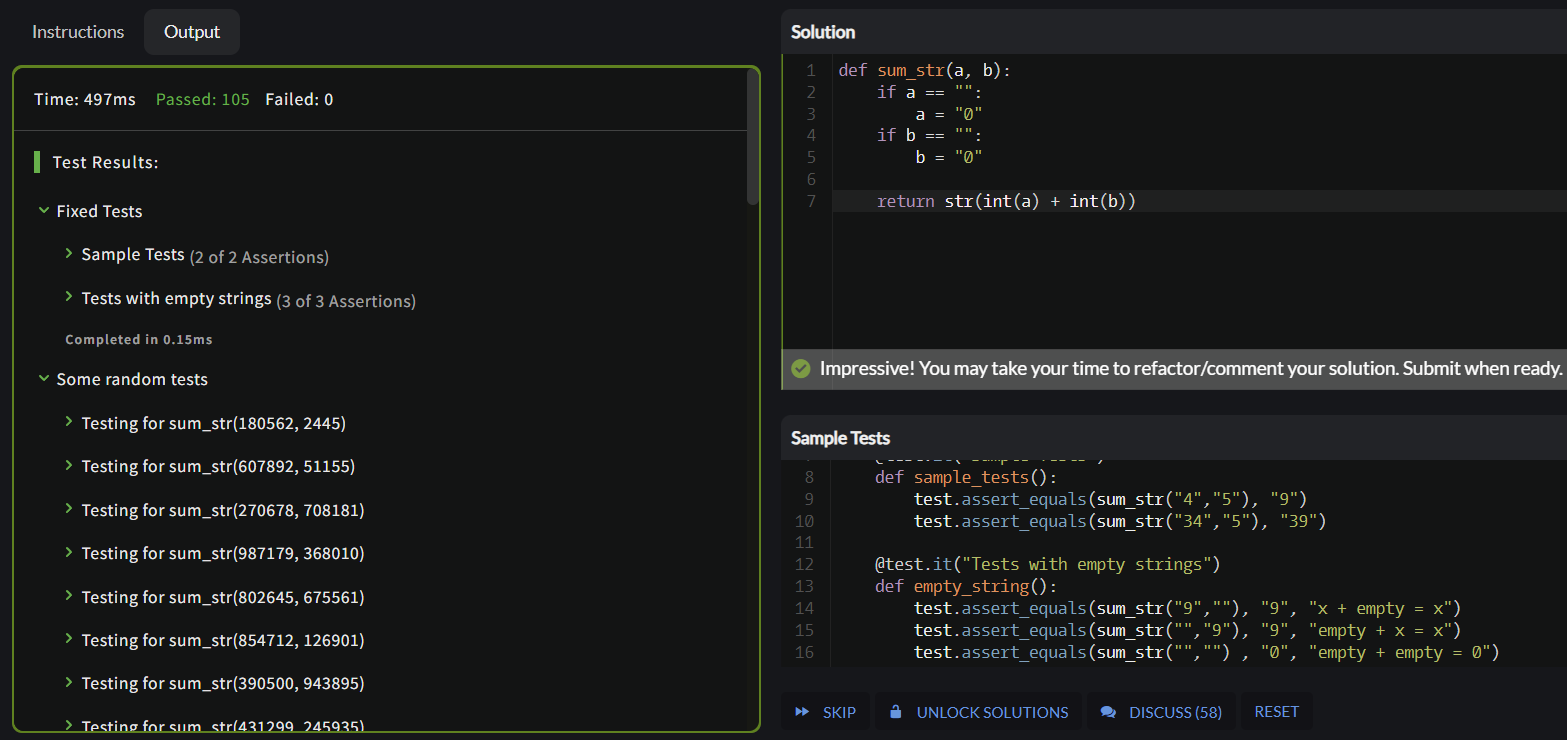 Instructions
Output
Time: 497ms Passed: 105 Failed: 0
Test Results:
Fixed Tests
Sample Tests (2 of 2 Assertions)
Tests with empty strings (3 of 3 Assertions)
Completed in 0.15ms
Some random tests
Testing for sum_str(180562, 2445)
Testing for sum_str(607892, 51155)
Testing for sum_str(270678, 708181)
Testing for sum_str(987179, 368010)
Testing for sum_str(802645, 675561)
Testing for sum_str(854712, 126901)
Testing for sum_str(390500, 943895)
Testing for sum_str(431299, 245935)
Solution
1 def sum_str(a, b):
2     if a == "":
3         a = "0"
4     if b == "":
5         b = "0"
6
7     return str(int(a) + int(b))
Impressive! You may take your time to refactor/comment your solution. Submit when ready.
Sample Tests
8     def sample_tests():
9         test.assert_equals(sum_str("4","5"), "9")
10         test.assert_equals(sum_str("34","5"), "39")
11
12     @test.it("Tests with empty strings")
13     def empty_string():
14         test.assert_equals(sum_str("9",""), "9", "x + empty = x")
15         test.assert_equals(sum_str("","9"), "9", "empty + x = x")
16         test.assert_equals(sum_str("","") , "0", "empty + empty = 0")
SKIP
UNLOCK SOLUTIONS
DISCUSS (58)
RESET